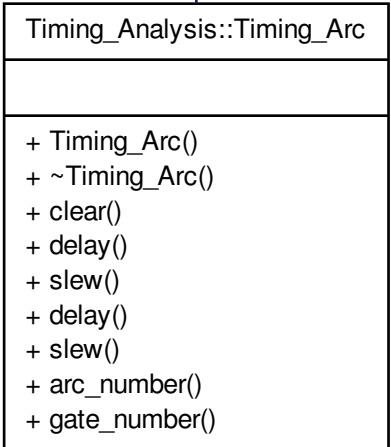 Timing_Analysis::Timing_Arc
+ Timing_Arc()
+ ~Timing_Arc()
+ clear()
+ delay()
+ slew()
+ delay()
+ slew()
+ arc_number()
+ gate_number()